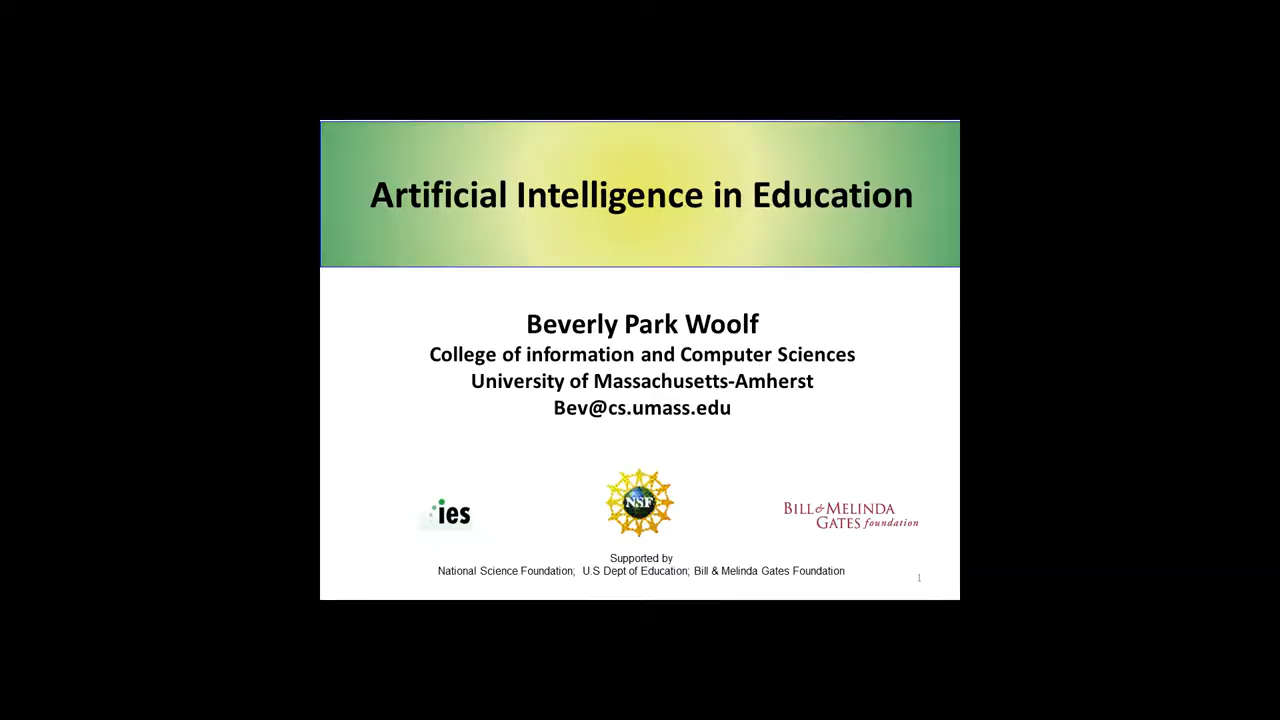 Artificial Intelligence in Education
Beverly Park Woolf
College of information and Computer Sciences
University of Massachusetts-Amherst
Bev@cs.umass.edu
ies
NSF
BILL & MELINDA
GATES foundation
Supported by
National Science Foundation; U.S Dept of Education; Bill & Melinda Gates Foundation
1